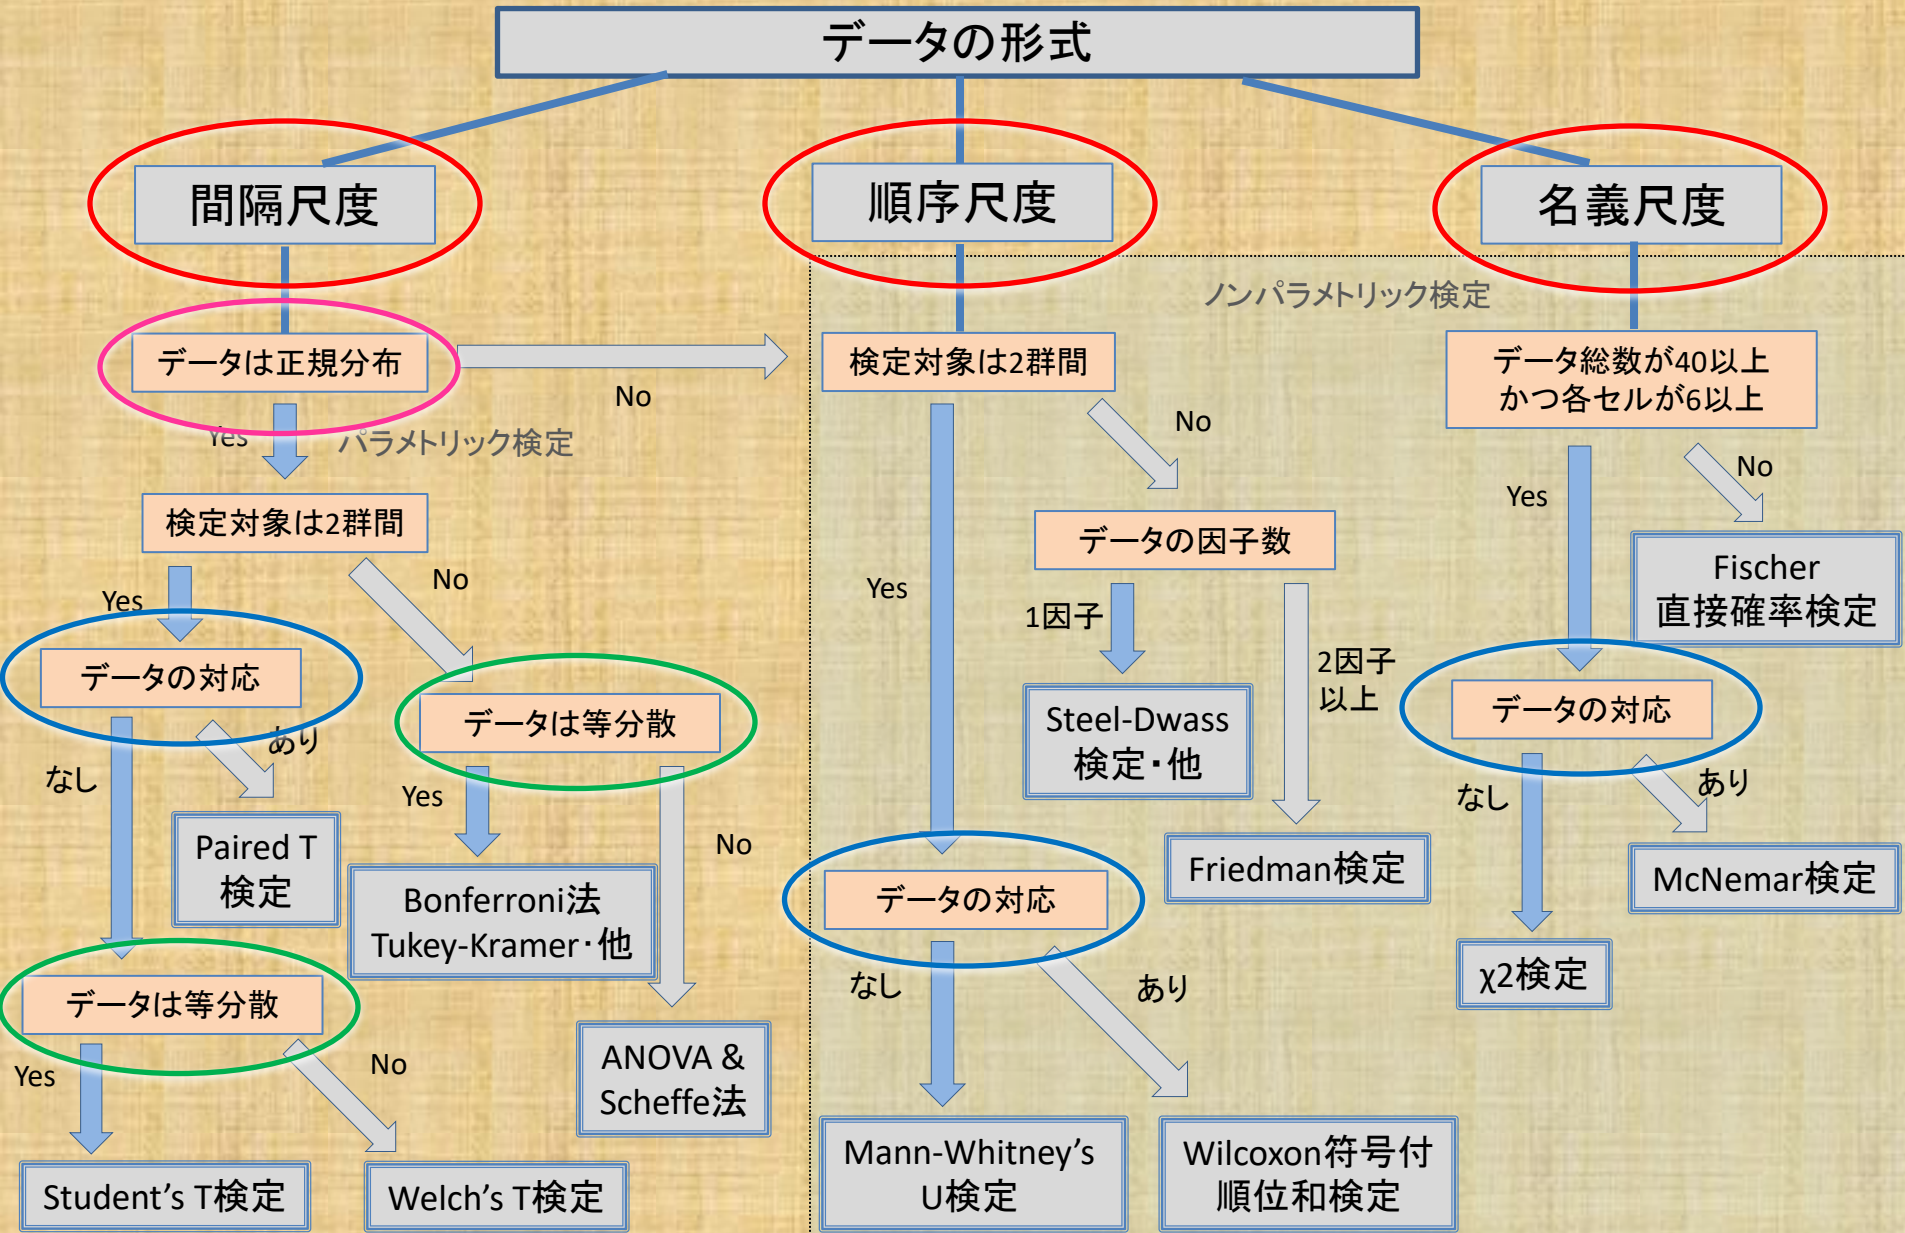 データの形式
間隔尺度
順序尺度
名義尺度
ノンパラメトリック検定
データは正規分布
No
検定対象は2群間
データ総数が40以上
かつ各セルが6以上
Yes
パラメトリック検定
No
No
Yes
検定対象は2群間
データの因子数
Fischer
直接確率検定
No
Yes
Yes
1因子
2因子
以上
データの対応
データは等分散
Steel-Dwass
検定・他
データの対応
あり
なし
Yes
No
なし
あり
Paired T
検定
Bonferroni法
Tukey-Kramer・他
Friedman検定
McNemar検定
データの対応
χ2検定
データは等分散
なし
あり
Yes
No
ANOVA &
Scheffe法
Student’s T検定
Welch’s T検定
Mann-Whitney’s
U検定
Wilcoxon符号付
順位和検定